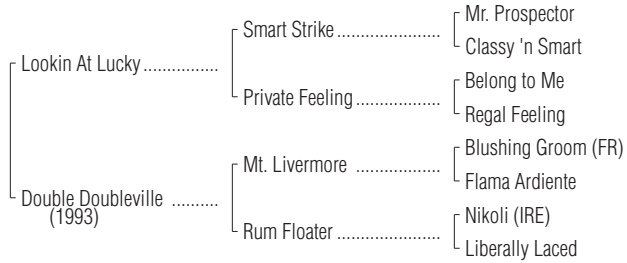 Mr. Prospector
Smart Strike ....................
Classy 'n Smart
Lookin At Lucky ................
Belong to Me
Private Feeling ................
Regal Feeling
Blushing Groom (FR)
Mt. Livermore ...................
Flama Ardiente
Double Doubleville ..........
(1993)
Nikoli (IRE)
Rum Floater ....................
Liberally Laced